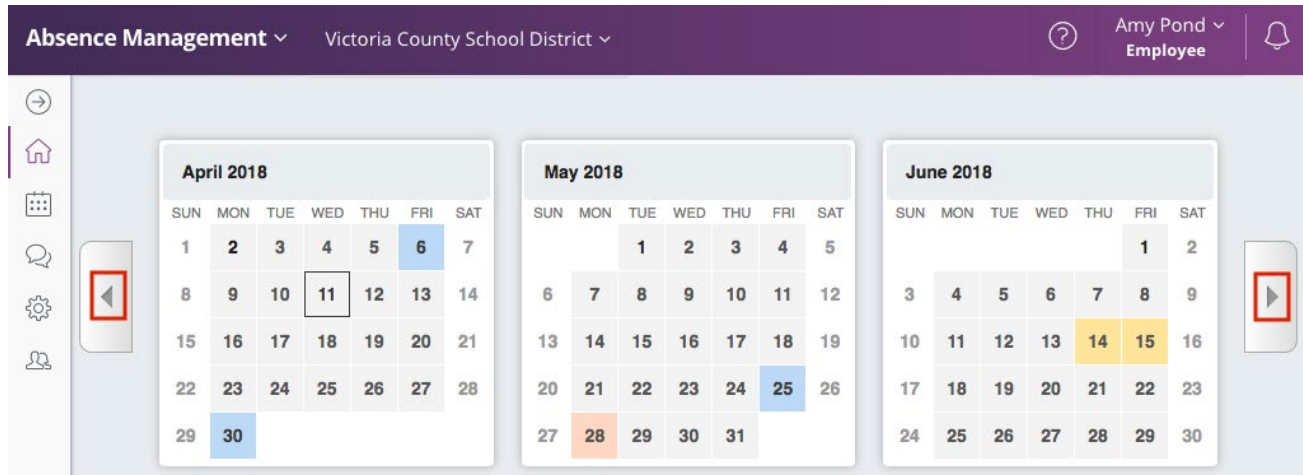 Absence Management Victoria County School District ? Amy Pond
Employee
April 2018
SUN MON TUE WED THU FRI SAT
1 2 3 4 5 6 7
8 9 10 11 12 13 14
15 16 17 18 19 20 21
22 23 24 25 26 27 28
29 30
May 2018
SUN MON TUE WED THU FRI SAT
1 2 3 4 5
6 7 8 9 10 11 12
13 14 15 16 17 18 19
20 21 22 23 24 25 26
27 28 29 30 31
June 2018
SUN MON TUE WED THU FRI SAT
1 2
3 4 5 6 7 8 9
10 11 12 13 14 15 16
17 18 19 20 21 22 23
24 25 26 27 28 29 30